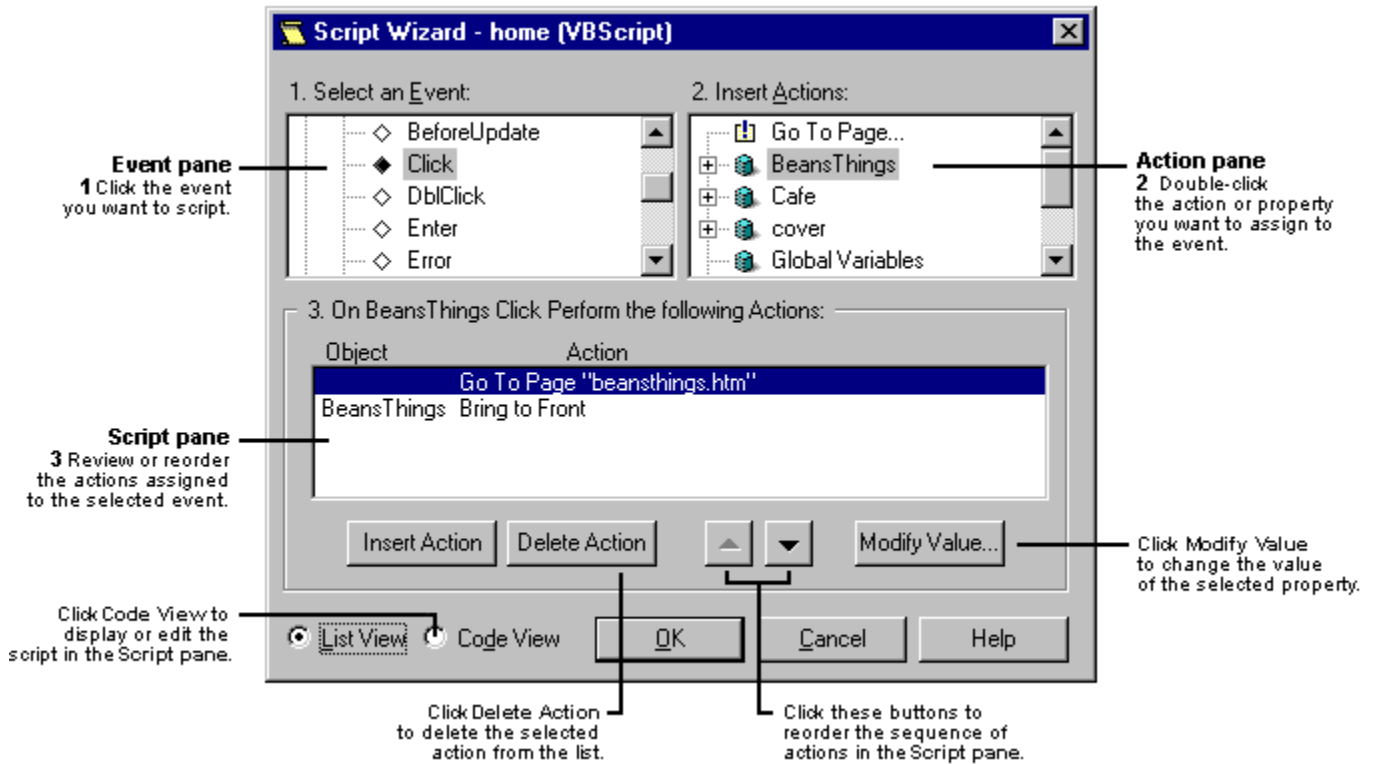 Script Wizard - home (VBScript)
1. Select an Event:
BeforeUpdate
Click
DblClick
Enter
Error
2. Insert Actions:
Go To Page...
BeansThings
Cafe
cover
Global Variables
Event pane
1 Click the event
you want to script.
Action pane
2 Double-click
the action or property
you want to assign to
the event.
3. On BeansThings Click Perform the following Actions:
Object Action
Go To Page "beansthings.htm"
BeansThings Bring to Front
Script pane
3 Review or reorder
the actions assigned
to the selected event.
Insert Action Delete Action Modify Value...
Click Modify Value
to change the value
of the selected property.
Click Code View to
display or edit the
script in the Script pane.
List View Code View OK Cancel Help
Click Delete Action
to delete the selected
action from the list.
Click these buttons to
reorder the sequence of
actions in the Script pane.